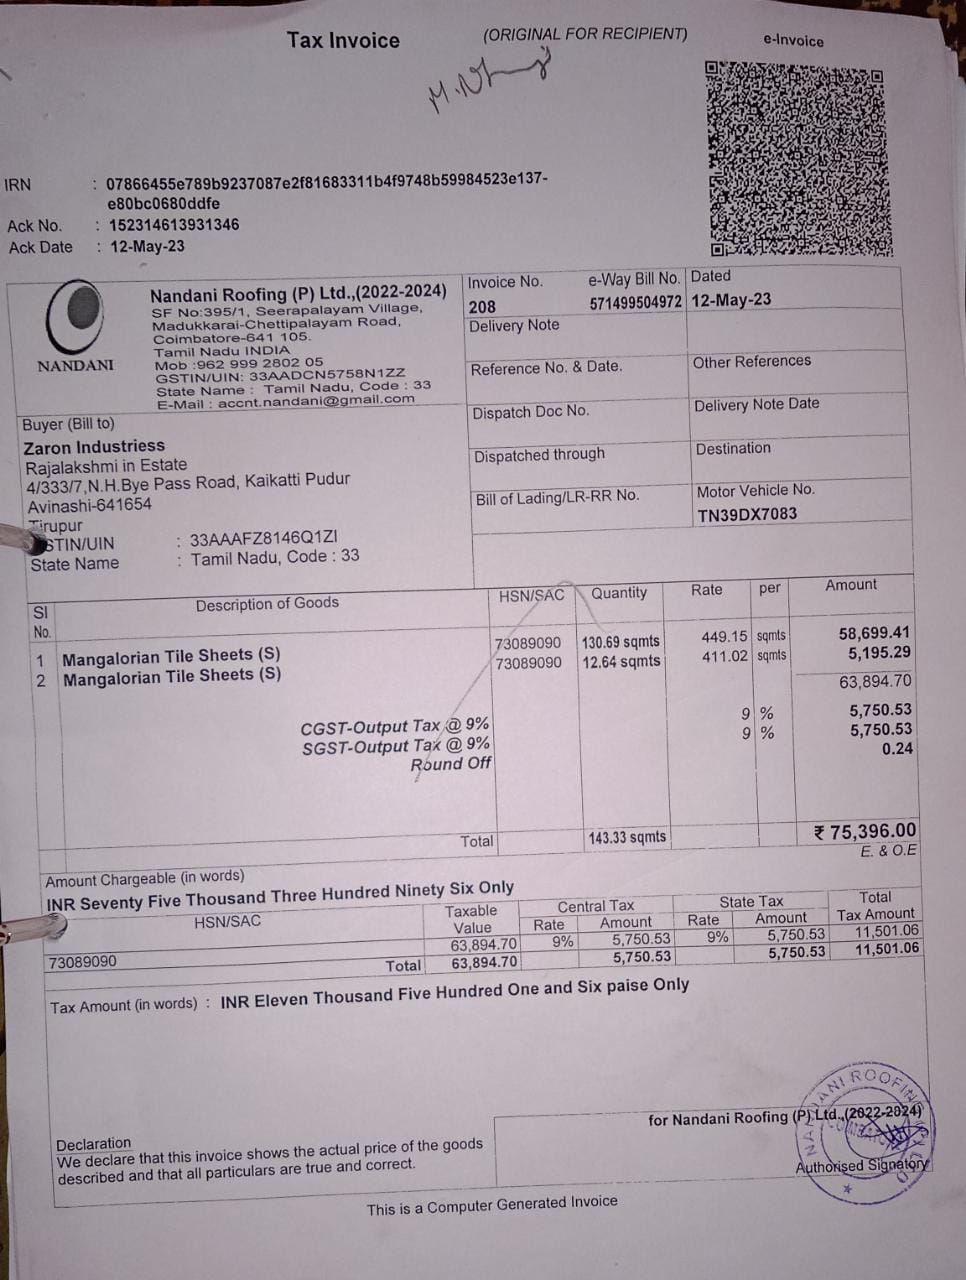 Tax Invoice
(ORIGINAL FOR RECIPIENT)
e-Invoice
IRN : 07866455e789b9237087e2f81683311b4f9748b59984523e137-
e80bc0680ddfe
Ack No. : 152314613931346
Ack Date : 12-May-23
NANDANI
Nandani Roofing (P) Ltd.,(2022-2024)
SF No:395/1, Seerapalayam Village,
Madukkarai-Chettipalayam Road,
Coimbatore-641 105.
Tamil Nadu INDIA
Mob :962 999 2802 05
GSTIN/UIN: 33AADCN5758N1ZZ
State Name : Tamil Nadu, Code : 33
E-Mail : accnt.nandani@gmail.com
Invoice No. e-Way Bill No. Dated
208 571499504972 12-May-23
Delivery Note
Reference No. & Date. Other References
Dispatch Doc No. Delivery Note Date
Dispatched through Destination
Bill of Lading/LR-RR No. Motor Vehicle No.
TN39DX7083
Buyer (Bill to)
Zaron Industriess
Rajalakshmi in Estate
4/333/7,N.H.Bye Pass Road, Kaikatti Pudur
Avinashi-641654
Tirupur
STIN/UIN : 33AAAFZ8146Q1ZI
State Name : Tamil Nadu, Code : 33
SI No. Description of Goods HSN/SAC Quantity Rate per Amount
1 Mangalorian Tile Sheets (S) 73089090 130.69 sqmts 449.15 sqmts 58,699.41
2 Mangalorian Tile Sheets (S) 73089090 12.64 sqmts 411.02 sqmts 5,195.29
63,894.70
CGST-Output Tax @ 9% 9 % 5,750.53
SGST-Output Tax @ 9% 9 % 5,750.53
Round Off 0.24
Total 143.33 sqmts ₹ 75,396.00
E. & O.E
Amount Chargeable (in words)
INR Seventy Five Thousand Three Hundred Ninety Six Only
HSN/SAC Taxable Value Central Tax State Tax Total Tax Amount
Rate Amount Rate Amount
73089090 63,894.70 9% 5,750.53 9% 5,750.53 11,501.06
Total 63,894.70 5,750.53 5,750.53 11,501.06
Tax Amount (in words) : INR Eleven Thousand Five Hundred One and Six paise Only
Declaration
We declare that this invoice shows the actual price of the goods
described and that all particulars are true and correct.
for Nandani Roofing (P) Ltd.,(2022-2024)
Authorised Signatory
This is a Computer Generated Invoice